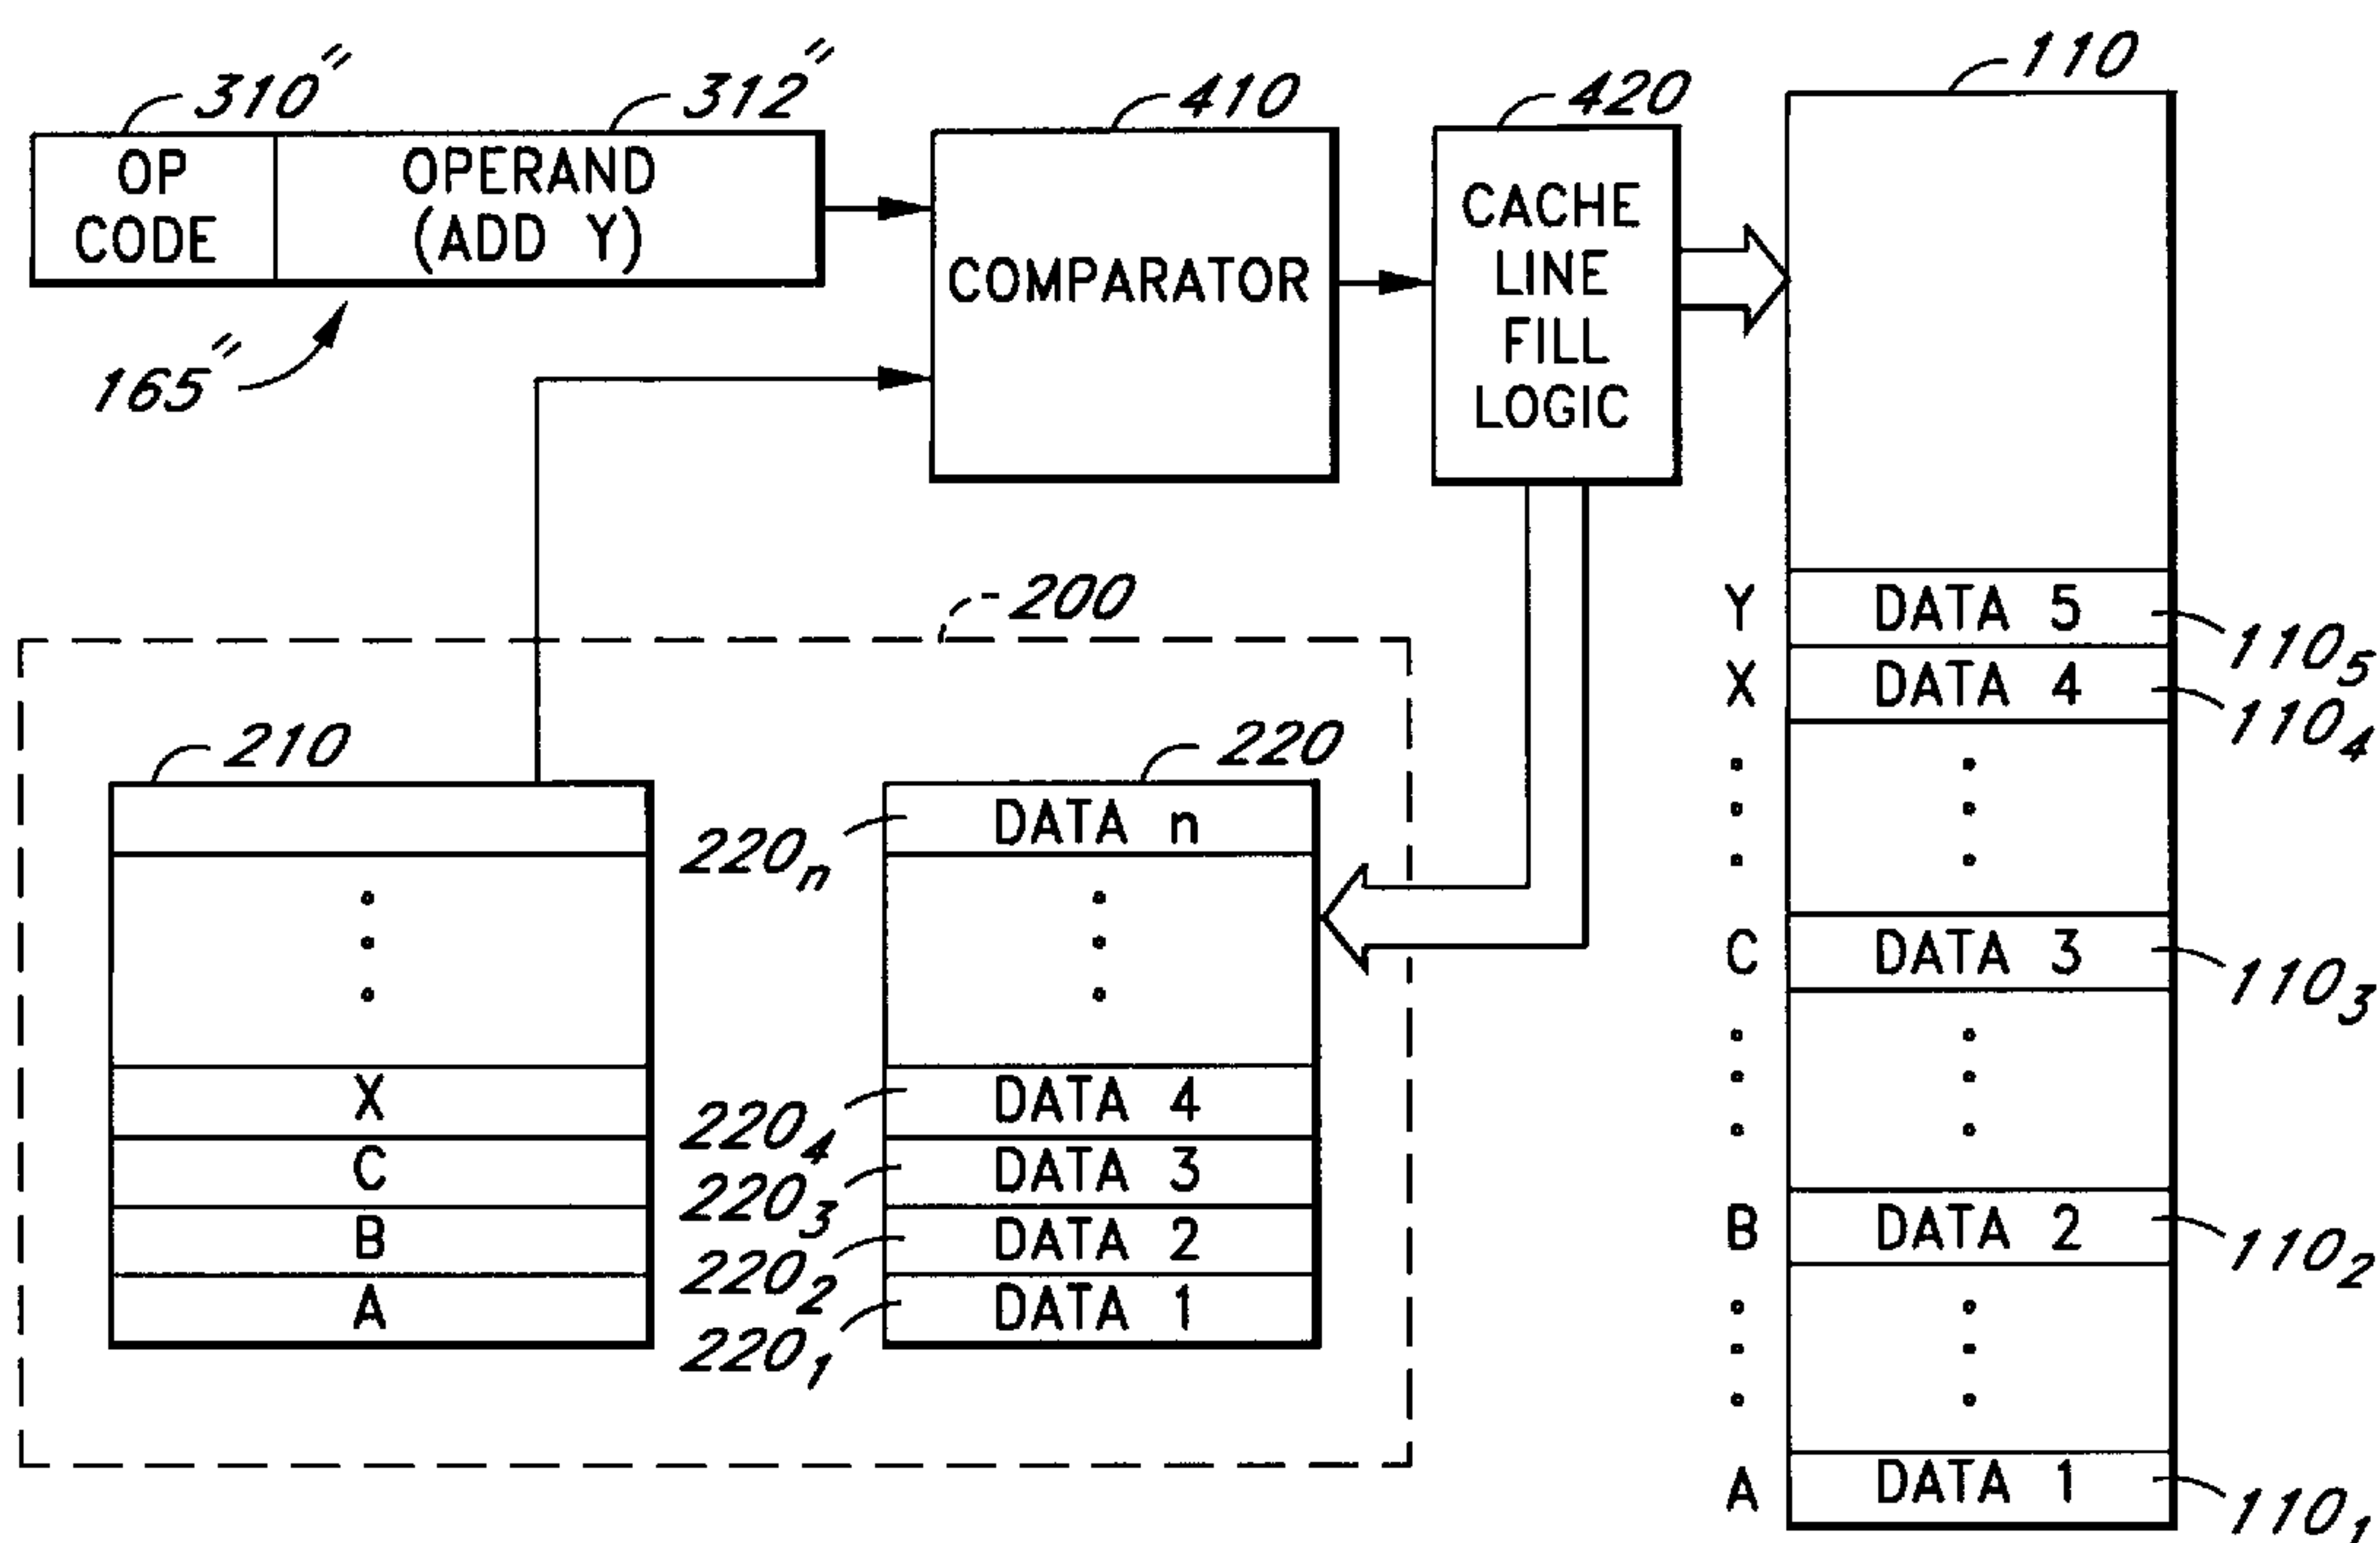 310"
312"
410
420
110
OP
CODE
OPERAND
(ADD Y)
COMPARATOR
CACHE
LINE
FILL
LOGIC
165"
200
210
220
220n
DATA n
X
C
B
A
2204
DATA 4
2203
DATA 3
2202
DATA 2
2201
DATA 1
Y
DATA 5
1105
X
DATA 4
1104
C
DATA 3
1103
B
DATA 2
1102
A
DATA 1
1101